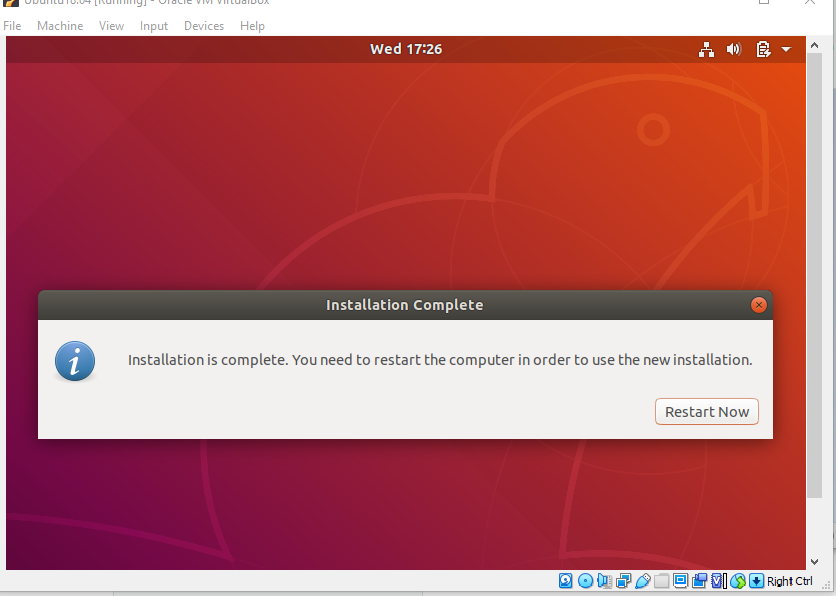 Ubuntu18.04 [Running] - Oracle VM VirtualBox
File Machine View Input Devices Help
Wed 17:26
Installation Complete
Installation is complete. You need to restart the computer in order to use the new installation.
Restart Now
Right Ctrl